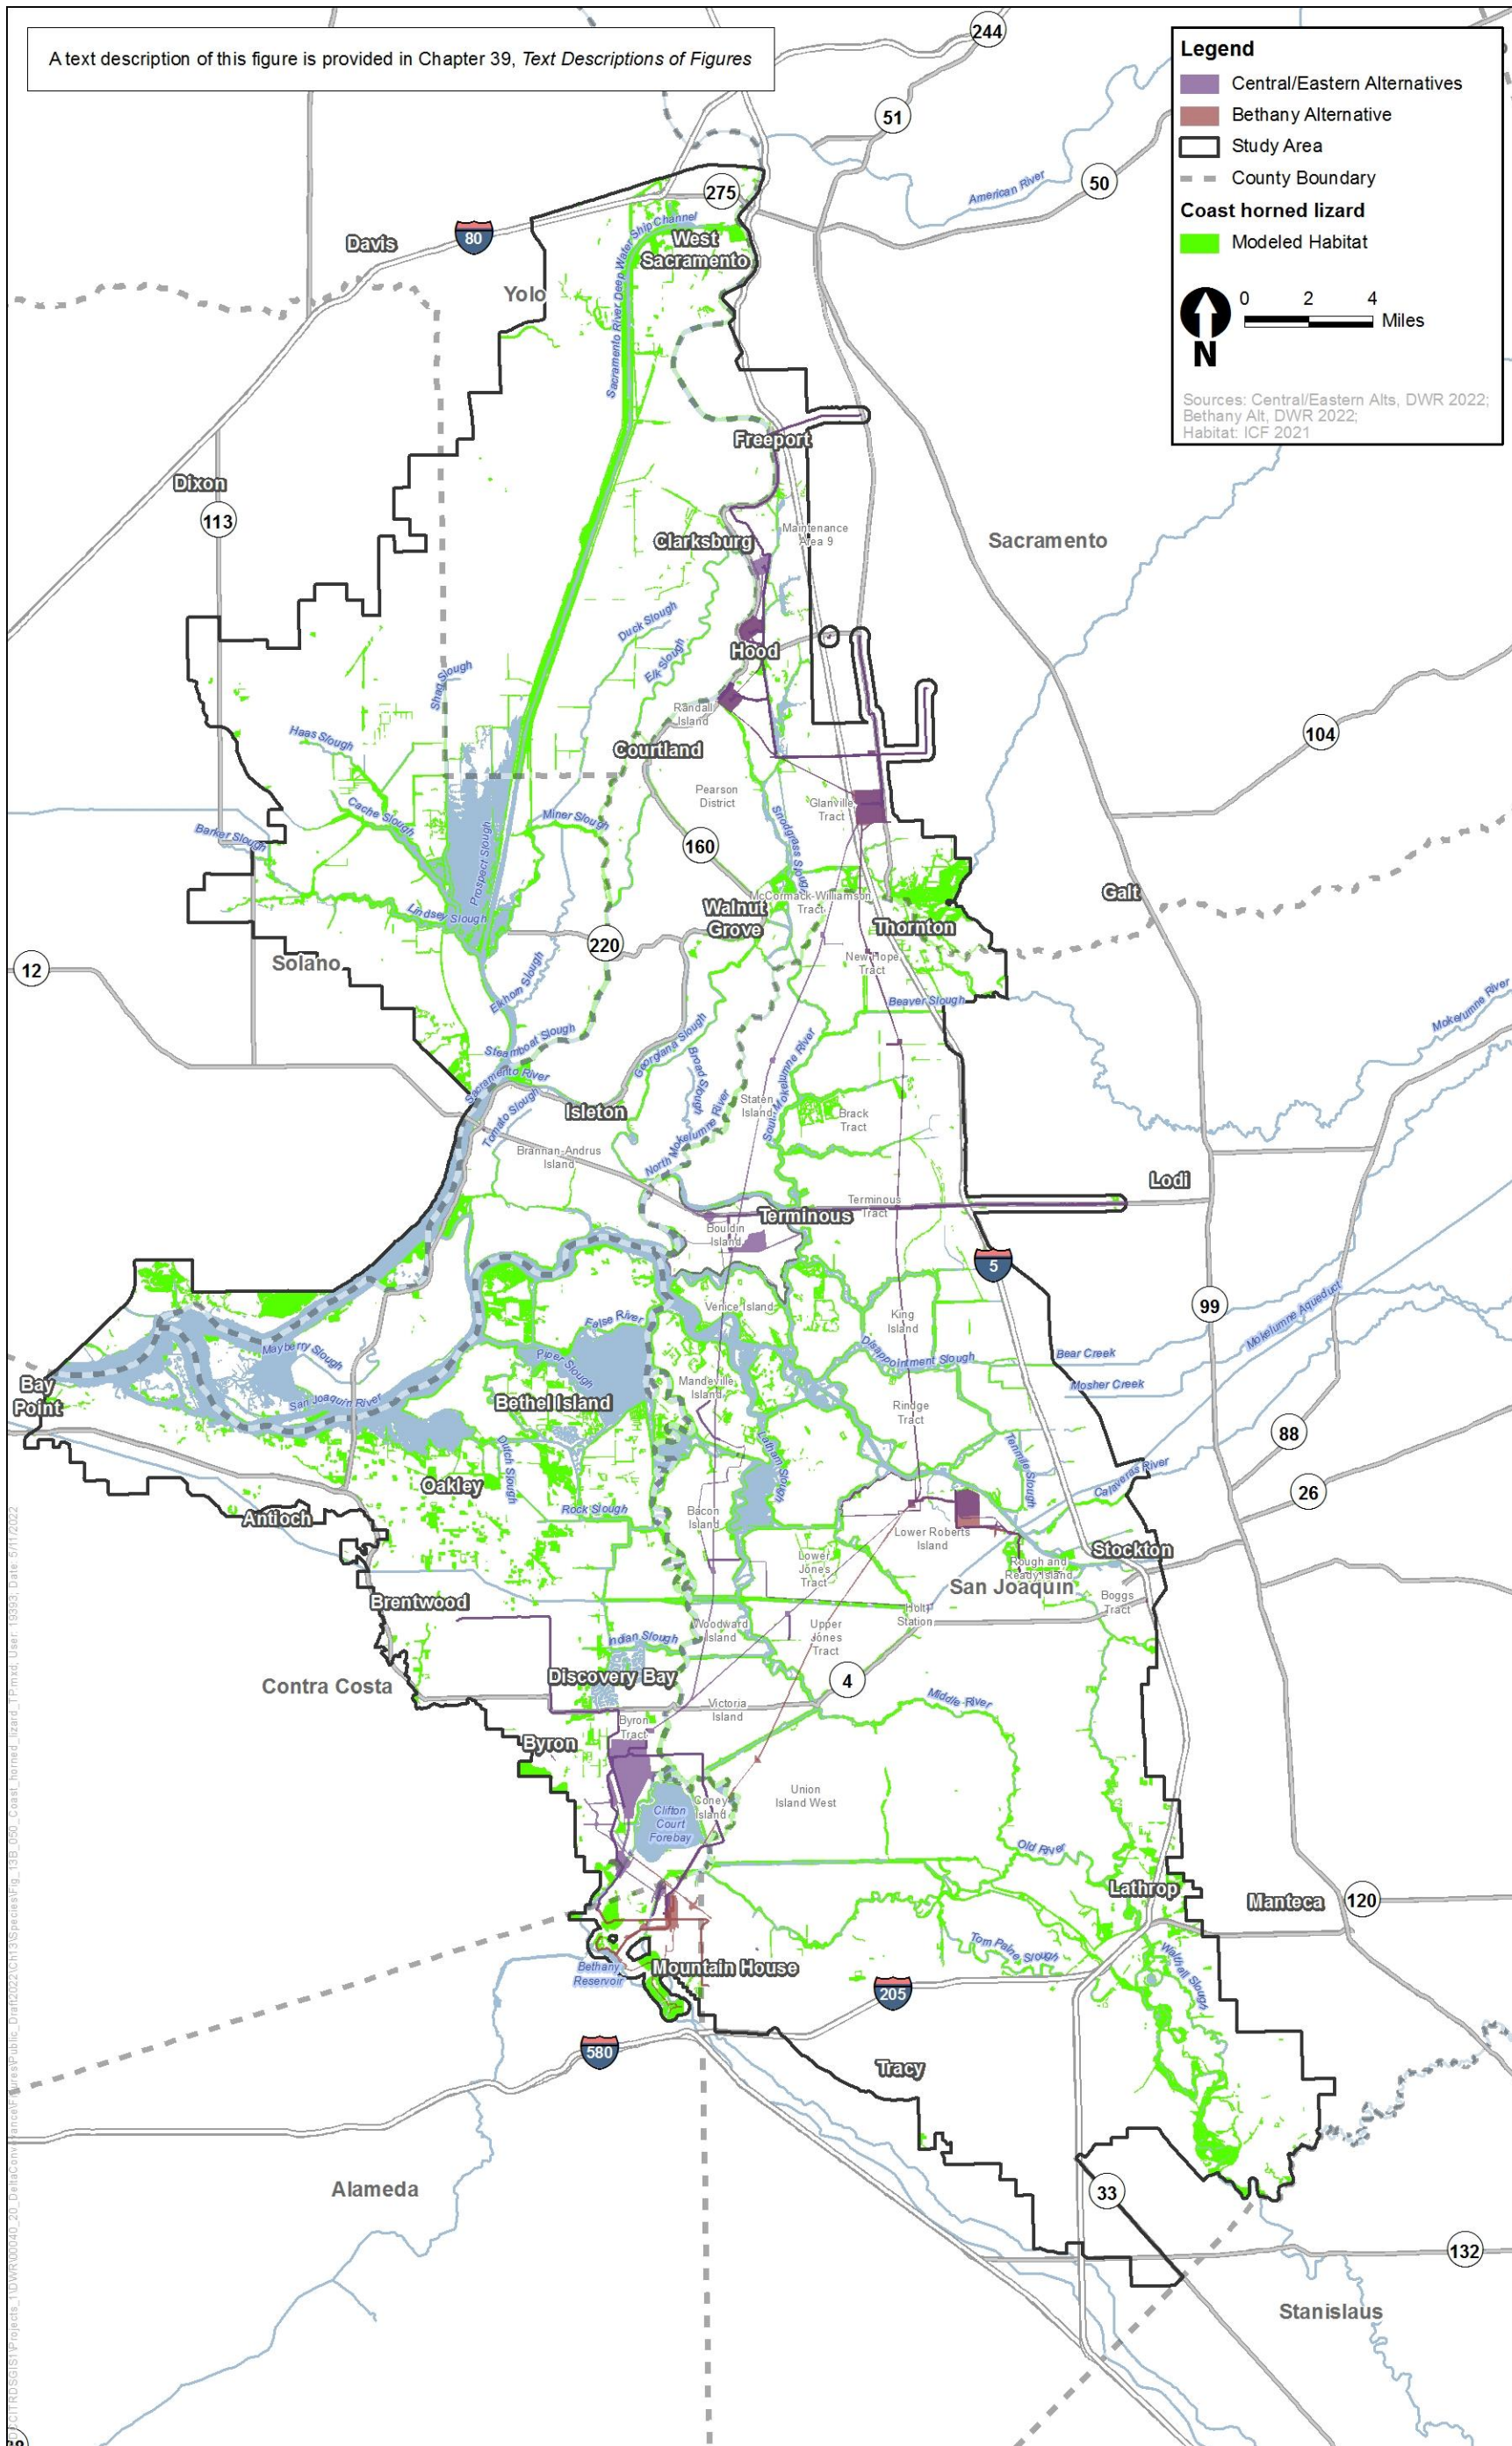 A text description of this figure is provided in Chapter 39, Text Descriptions of Figures
Legend
Central/Eastern Alternatives
Bethany Alternative
Study Area
County Boundary
Coast horned lizard
Modeled Habitat
0 2 4
Miles
N
Sources: Central/Eastern Alts, DWR 2022;
Bethany Alt, DWR 2022;
Habitat: ICF 2021
244
51
50
American River
275
80
Davis
Sacramento River Deep Water Ship Channel
West
Sacramento
Yolo
Freeport
Dixon
113
Clarksburg
Maintenance
Area 9
Sacramento
Duck Slough
Elk Slough
Hood
Shag Slough
Randall
Island
Haas Slough
Courtland
104
Pearson
District
Glanville
Tract
Cache Slough
Miner Slough
Snodgrass Slough
Barker Slough
Prospect Slough
160
Galt
McCormack-Williamson
Tract
Lindsey Slough
Walnut
Grove
Thornton
220
12
Solano
New Hope
Tract
Elkhorn Slough
Beaver Slough
Mokelumne River
Steamboat Slough
Georgiana Slough
Broad Slough
South Mokelumne River
Sacramento River
Tomato Slough
Isleton
Staten
Island
Brack
Tract
North Mokelumne River
Brannan-Andrus
Island
Lodi
Terminous
Tract
Terminous
Bouldin
Island
5
99
Mokelumne Aqueduct
Venice Island
King
Island
False River
Mayberry Slough
Piper Slough
Disappointment Slough
Bear Creek
Bay
Point
San Joaquin River
Bethel Island
Mandeville
Island
Mosher Creek
Rindge
Tract
88
Dutch Slough
Latham Slough
Tenmile Slough
Calaveras River
Oakley
26
Antioch
Rock Slough
Bacon
Island
Lower Roberts
Island
Stockton
Lower
Jones
Tract
Rough and
Ready Island
San Joaquin
Brentwood
Boggs
Tract
Holt
Station
Woodward
Island
Upper
Jones
Tract
Indian Slough
Discovery Bay
4
Contra Costa
Middle River
Victoria
Island
Byron
Tract
Byron
Union
Island West
Coney
Island
Clifton
Court
Forebay
Old River
Lathrop
Manteca
120
Tom Paine Slough
Walthall Slough
Bethany
Reservoir
Mountain House
205
580
Tracy
Alameda
33
132
Stanislaus